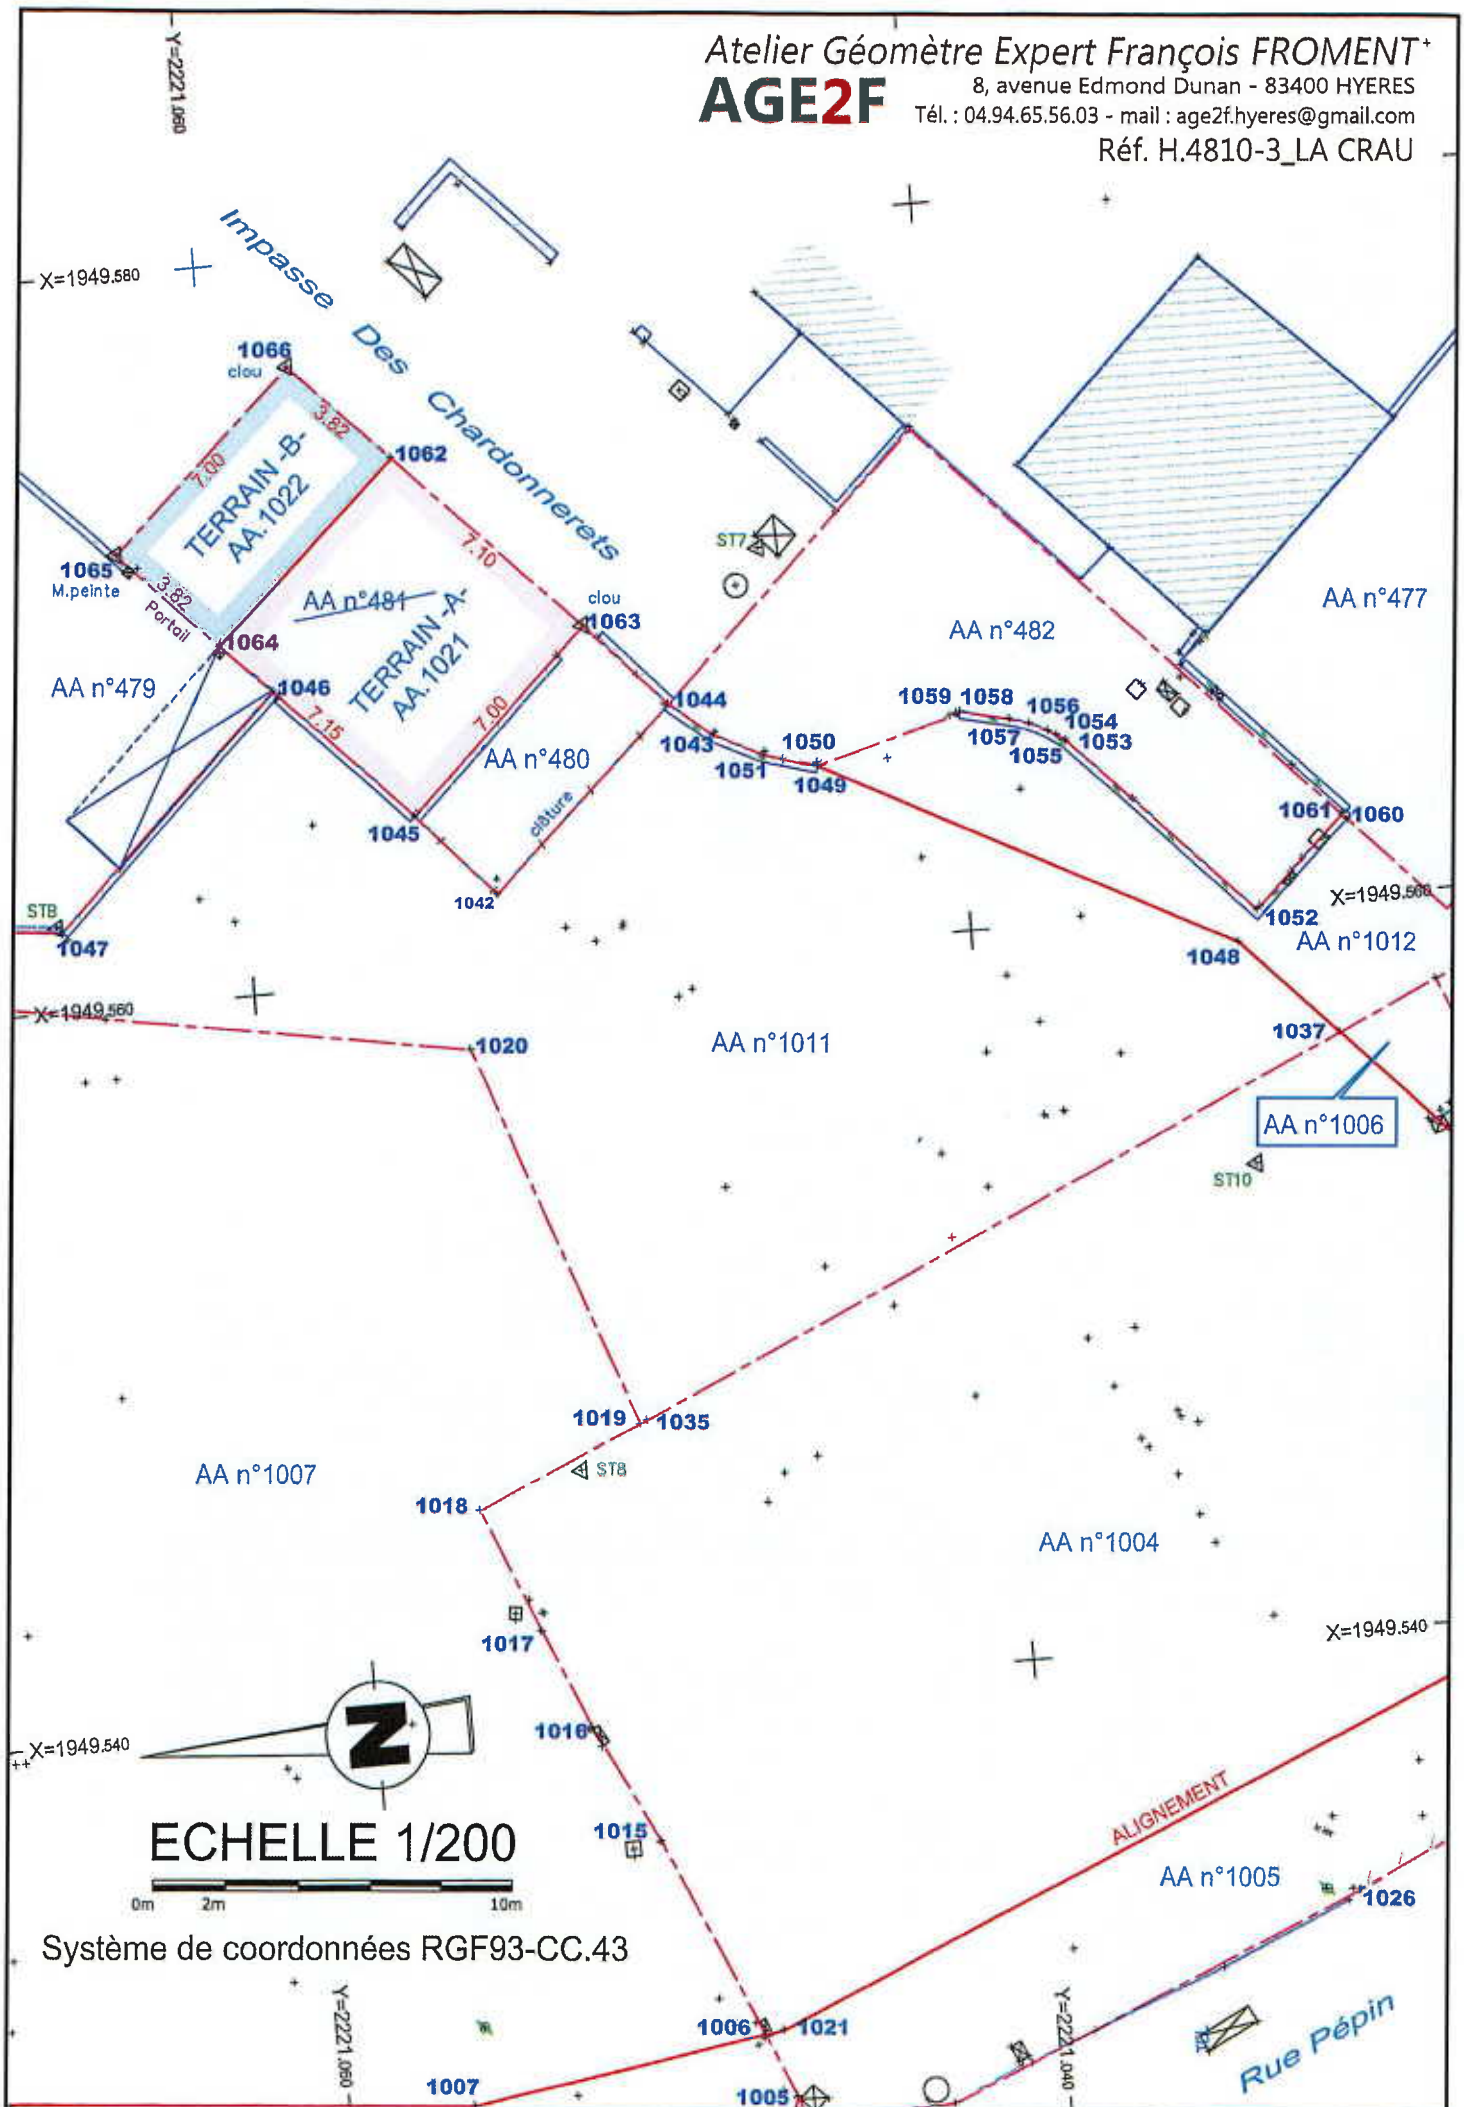 Y=2221.060
Atelier Géomètre Expert François FROMENT
AGE2F
8, avenue Edmond Dunan - 83400 HYERES
Tél. : 04.94.65.56.03 - mail : age2f.hyeres@gmail.com
Réf. H.4810-3_LA CRAU
X=1949.580
Impasse Des Chardonnerets
1066
clou
3.82
1062
7.00
TERRAIN -B-
AA.1022
7.10
ST7
1065
M.peinte
3.82
Portail
AA n°481
clou
1063
AA n°477
1064
AA n°482
AA n°479
1046
TERRAIN -A-
AA.1021
7.15
7.00
1044
1043
1059
1058
1056
1054
1057
1053
1055
1050
1051
1049
AA n°480
clôture
1061
1060
1045
1042
X=1949.560
STB
1047
1052
AA n°1012
1048
X=1949.560
1020
AA n°1011
1037
AA n°1006
ST10
1019
1035
ST8
AA n°1007
1018
AA n°1004
1017
X=1949.540
1016
X=1949.540
ALIGNEMENT
ECHELLE 1/200
1015
0m
2m
10m
AA n°1005
1026
Système de coordonnées RGF93-CC.43
Y=2221.060
Y=2221.040
1006
1021
Rue Pépin
1007
1005
N